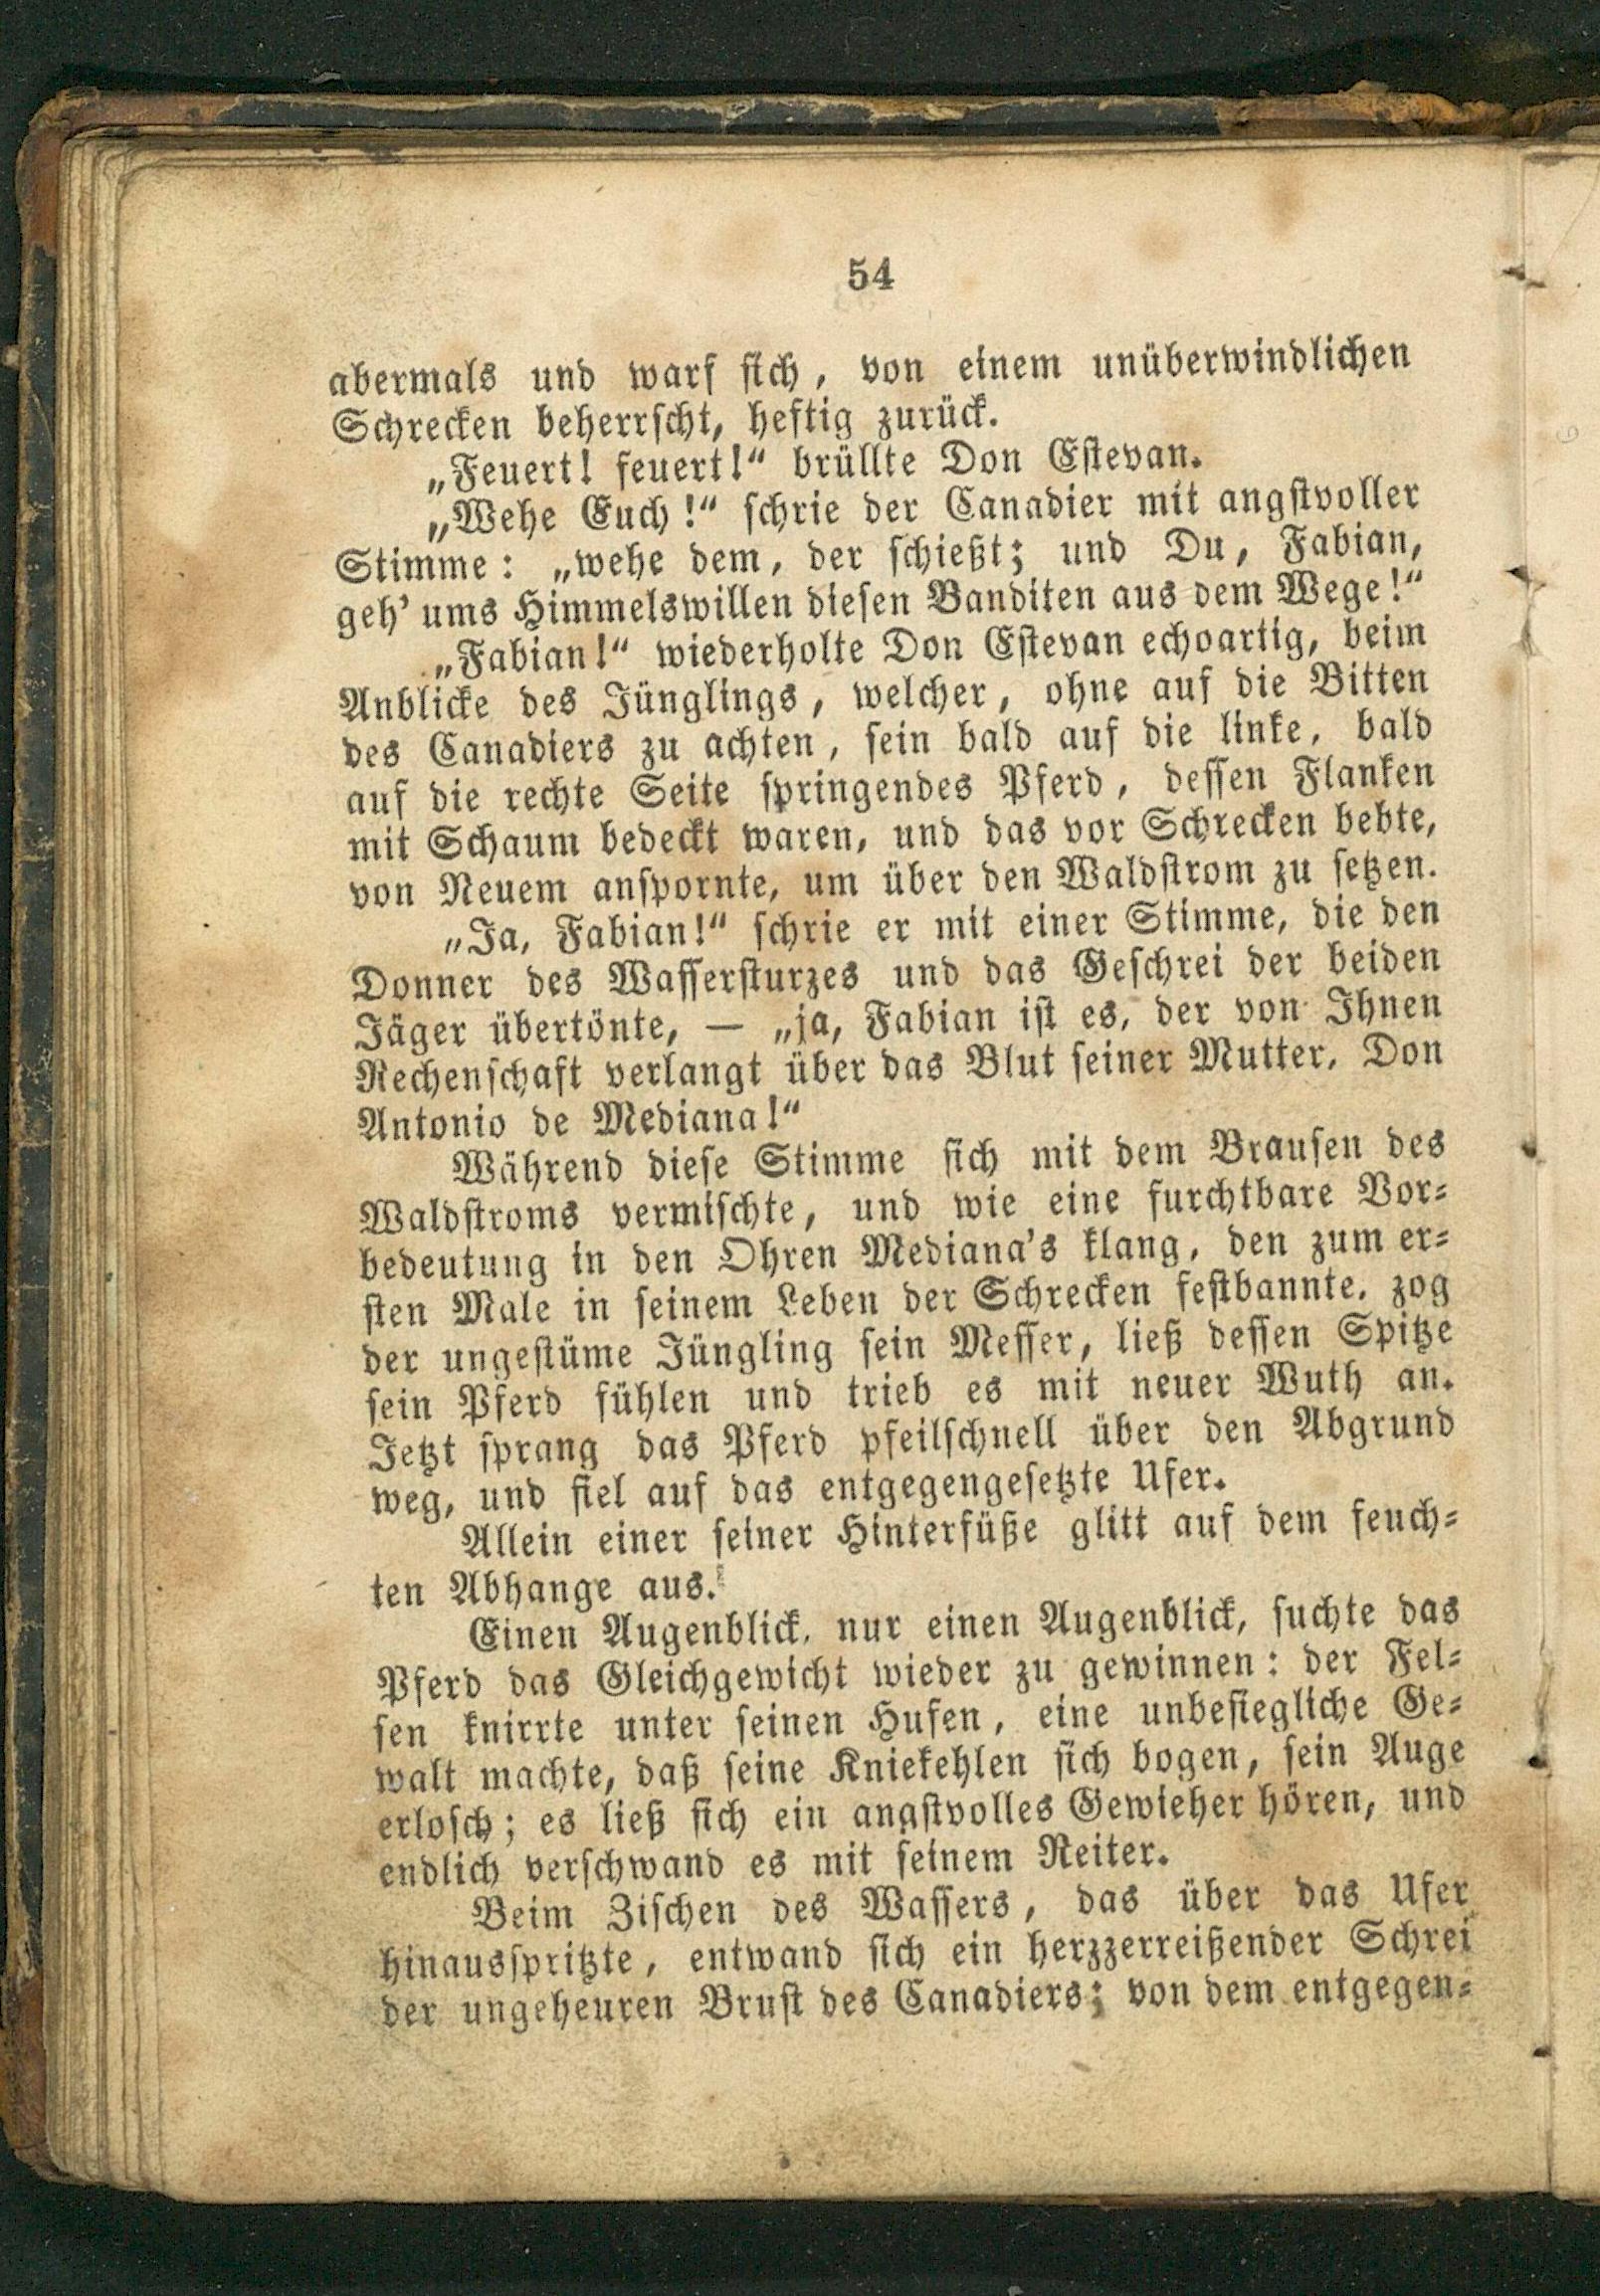 54
abermals und warf sich, von einem unüberwindlichen
Schrecken beherrscht, heftig zurück.
„Feuert! feuert!“ brüllte Don Estevan.
„Wehe Euch!“ schrie der Canadier mit angstvoller
Stimme: „wehe dem, der schießt; und Du, Fabian,
geh’ ums Himmelswillen diesen Banditen aus dem Wege!“
„Fabian!“ wiederholte Don Estevan echoartig, beim
Anblicke des Jünglings, welcher, ohne auf die Bitten
des Canadiers zu achten, sein bald auf die linke, bald
auf die rechte Seite springendes Pferd, dessen Flanken
mit Schaum bedeckt waren, und das vor Schrecken bebte,
von Neuem anspornte, um über den Waldstrom zu setzen.
„Ja, Fabian!“ schrie er mit einer Stimme, die den
Donner des Wassersturzes und das Geschrei der beiden
Jäger übertönte, — „ja, Fabian ist es, der von Ihnen
Rechenschaft verlangt über das Blut seiner Mutter, Don
Antonio de Mediana!“
Während diese Stimme sich mit dem Brausen des
Waldstroms vermischte, und wie eine furchtbare Vor-
bedeutung in den Ohren Mediana’s klang, den zum er-
sten Male in seinem Leben der Schrecken festbannte, zog
der ungestüme Jüngling sein Messer, ließ dessen Spitze
sein Pferd fühlen und trieb es mit neuer Wuth an.
Jetzt sprang das Pferd pfeilschnell über den Abgrund
weg, und fiel auf das entgegengesetzte Ufer.
Allein einer seiner Hinterfüße glitt auf dem feuch-
ten Abhange aus.
Einen Augenblick, nur einen Augenblick, suchte das
Pferd das Gleichgewicht wieder zu gewinnen: der Fel-
sen knirrte unter seinen Hufen, eine unbesiegliche Ge-
walt machte, daß seine Kniekehlen sich bogen, sein Auge
erlosch; es ließ sich ein angstvolles Gewieher hören, und
endlich verschwand es mit seinem Reiter.
Beim Zischen des Wassers, das über das Ufer
hinausspritzte, entwand sich ein herzzerreißender Schrei
der ungeheuren Brust des Canadiers; von dem entgegen-